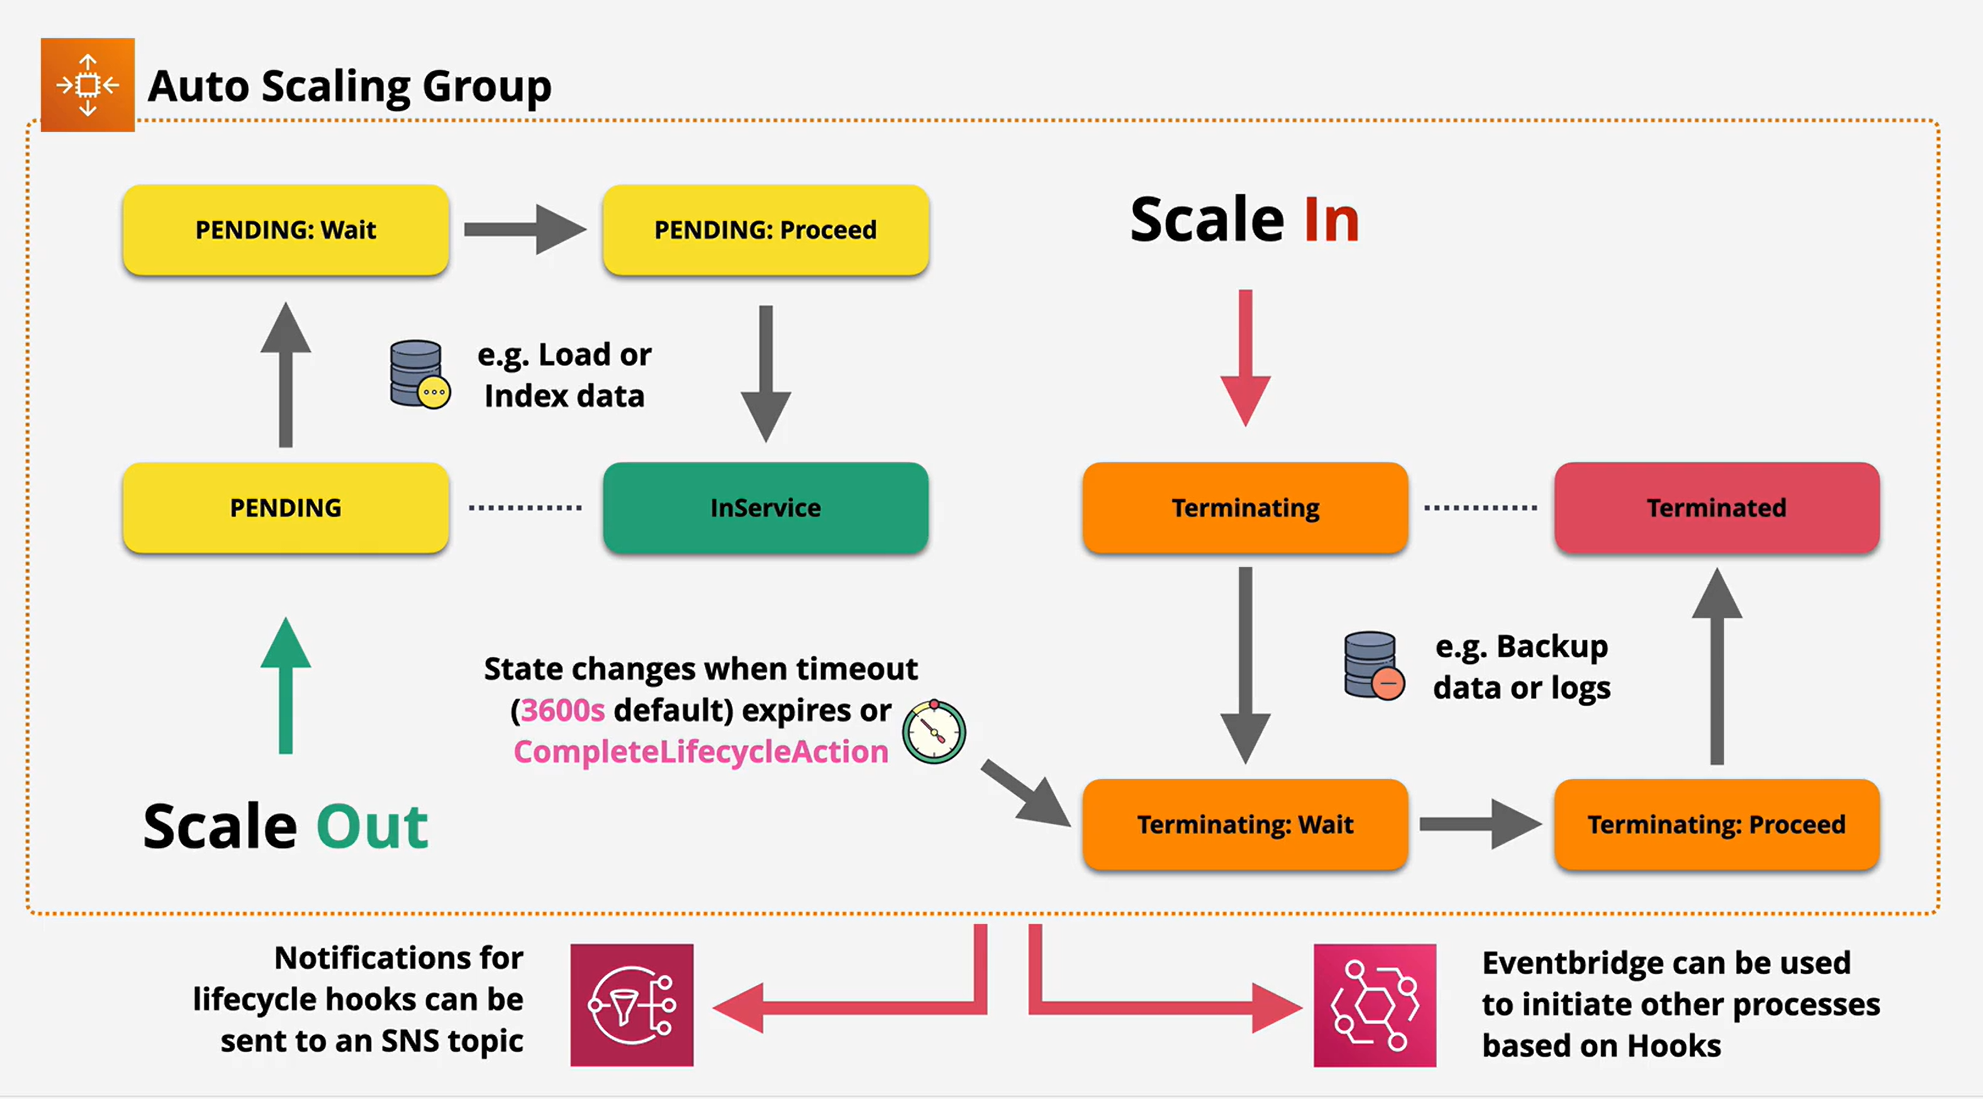 Auto Scaling Group
PENDING: Wait
PENDING: Proceed
e.g. Load or
Index data
PENDING
InService
Scale Out
Scale In
Terminating
Terminated
e.g. Backup
data or logs
State changes when timeout
(3600s default) expires or
CompleteLifecycleAction
Terminating: Wait
Terminating: Proceed
Notifications for
lifecycle hooks can be
sent to an SNS topic
Eventbridge can be used
to initiate other processes
based on Hooks